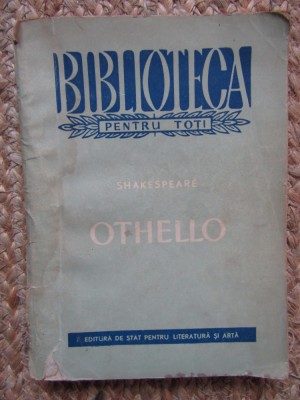 BIBLIOTECA
PENTRU TOȚI
SHAKESPEARE
OTHELLO
EDITURA DE STAT PENTRU LITERATURĂ ȘI ARTĂ